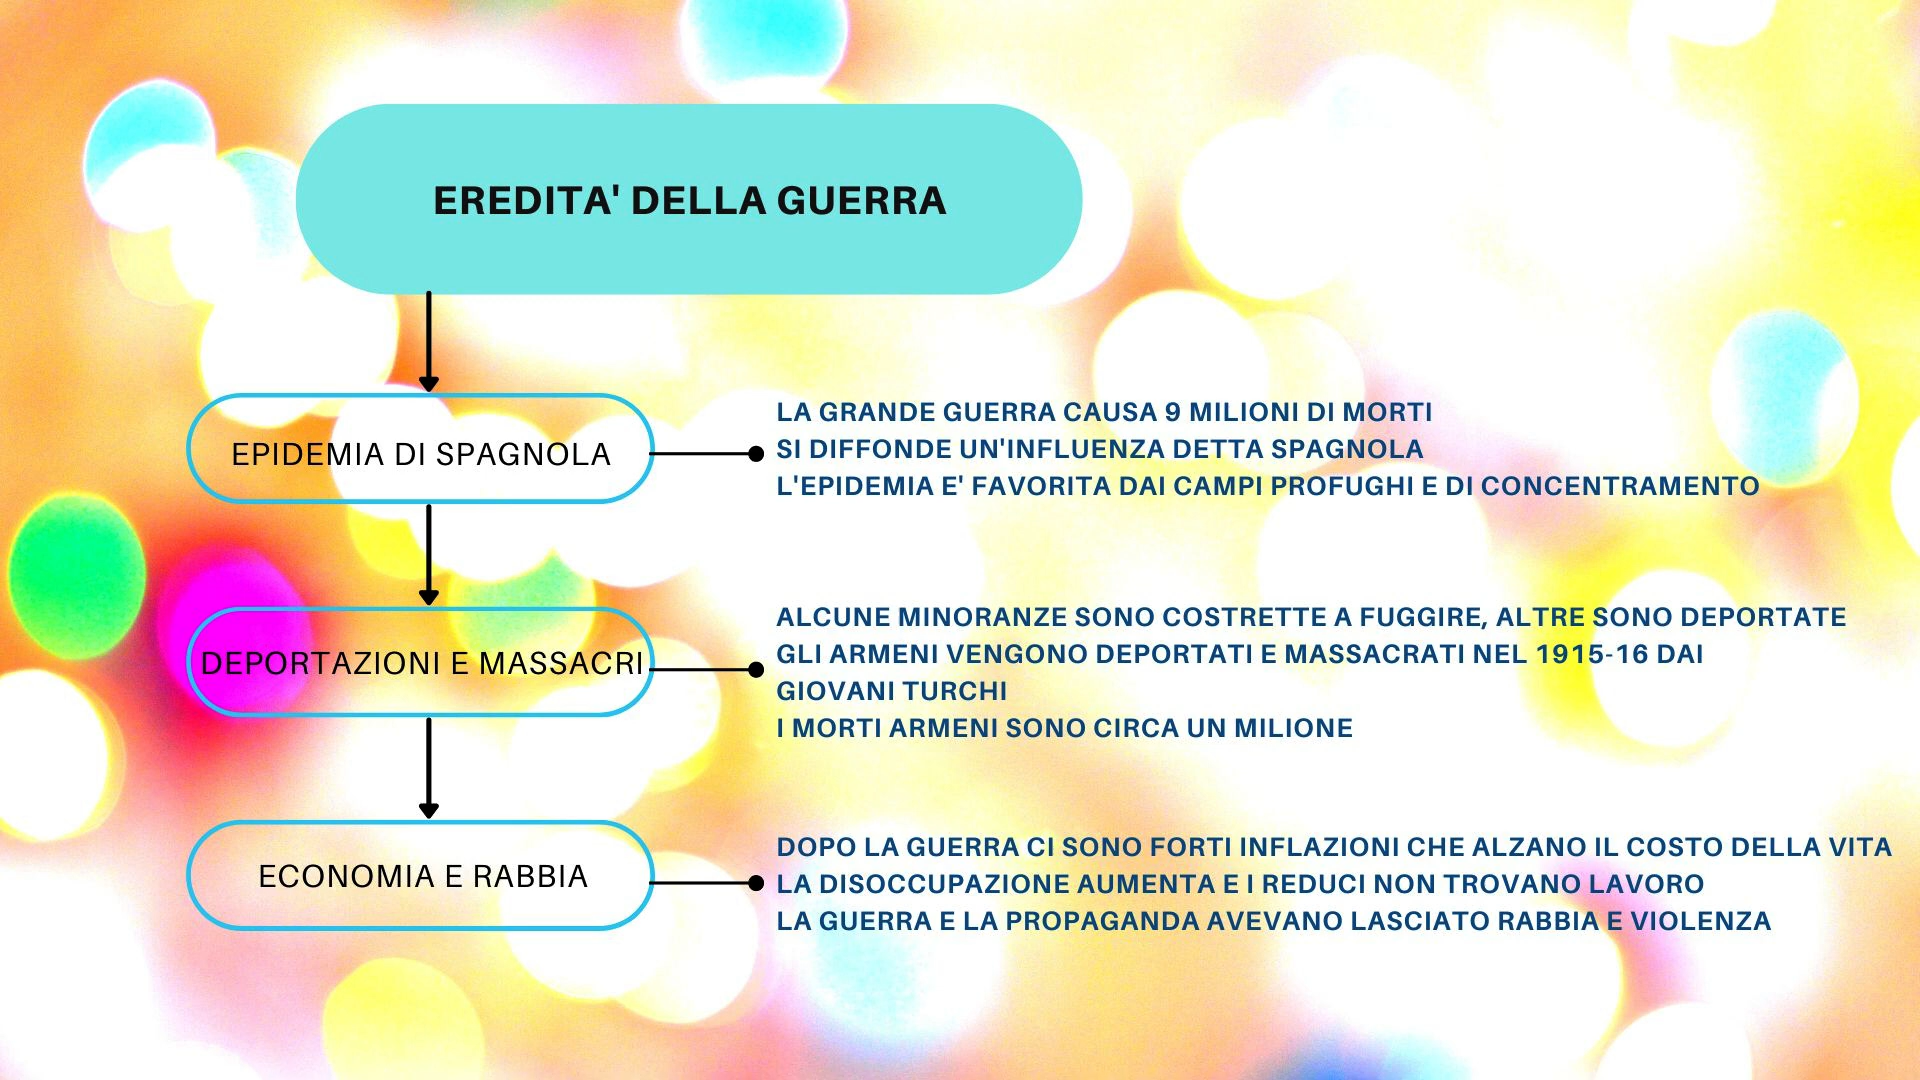 EREDITA' DELLA GUERRA
EPIDEMIA DI SPAGNOLA
LA GRANDE GUERRA CAUSA 9 MILIONI DI MORTI
SI DIFFONDE UN'INFLUENZA DETTA SPAGNOLA
L'EPIDEMIA E' FAVORITA DAI CAMPI PROFUGHI E DI CONCENTRAMENTO
DEPORTAZIONI E MASSACRI
ALCUNE MINORANZE SONO COSTRETTE A FUGGIRE, ALTRE SONO DEPORTATE
GLI ARMENI VENGONO DEPORTATI E MASSACRATI NEL 1915-16 DAI
GIOVANI TURCHI
I MORTI ARMENI SONO CIRCA UN MILIONE
ECONOMIA E RABBIA
DOPO LA GUERRA CI SONO FORTI INFLAZIONI CHE ALZANO IL COSTO DELLA VITA
LA DISOCCUPAZIONE AUMENTA E I REDUCI NON TROVANO LAVORO
LA GUERRA E LA PROPAGANDA AVEVANO LASCIATO RABBIA E VIOLENZA